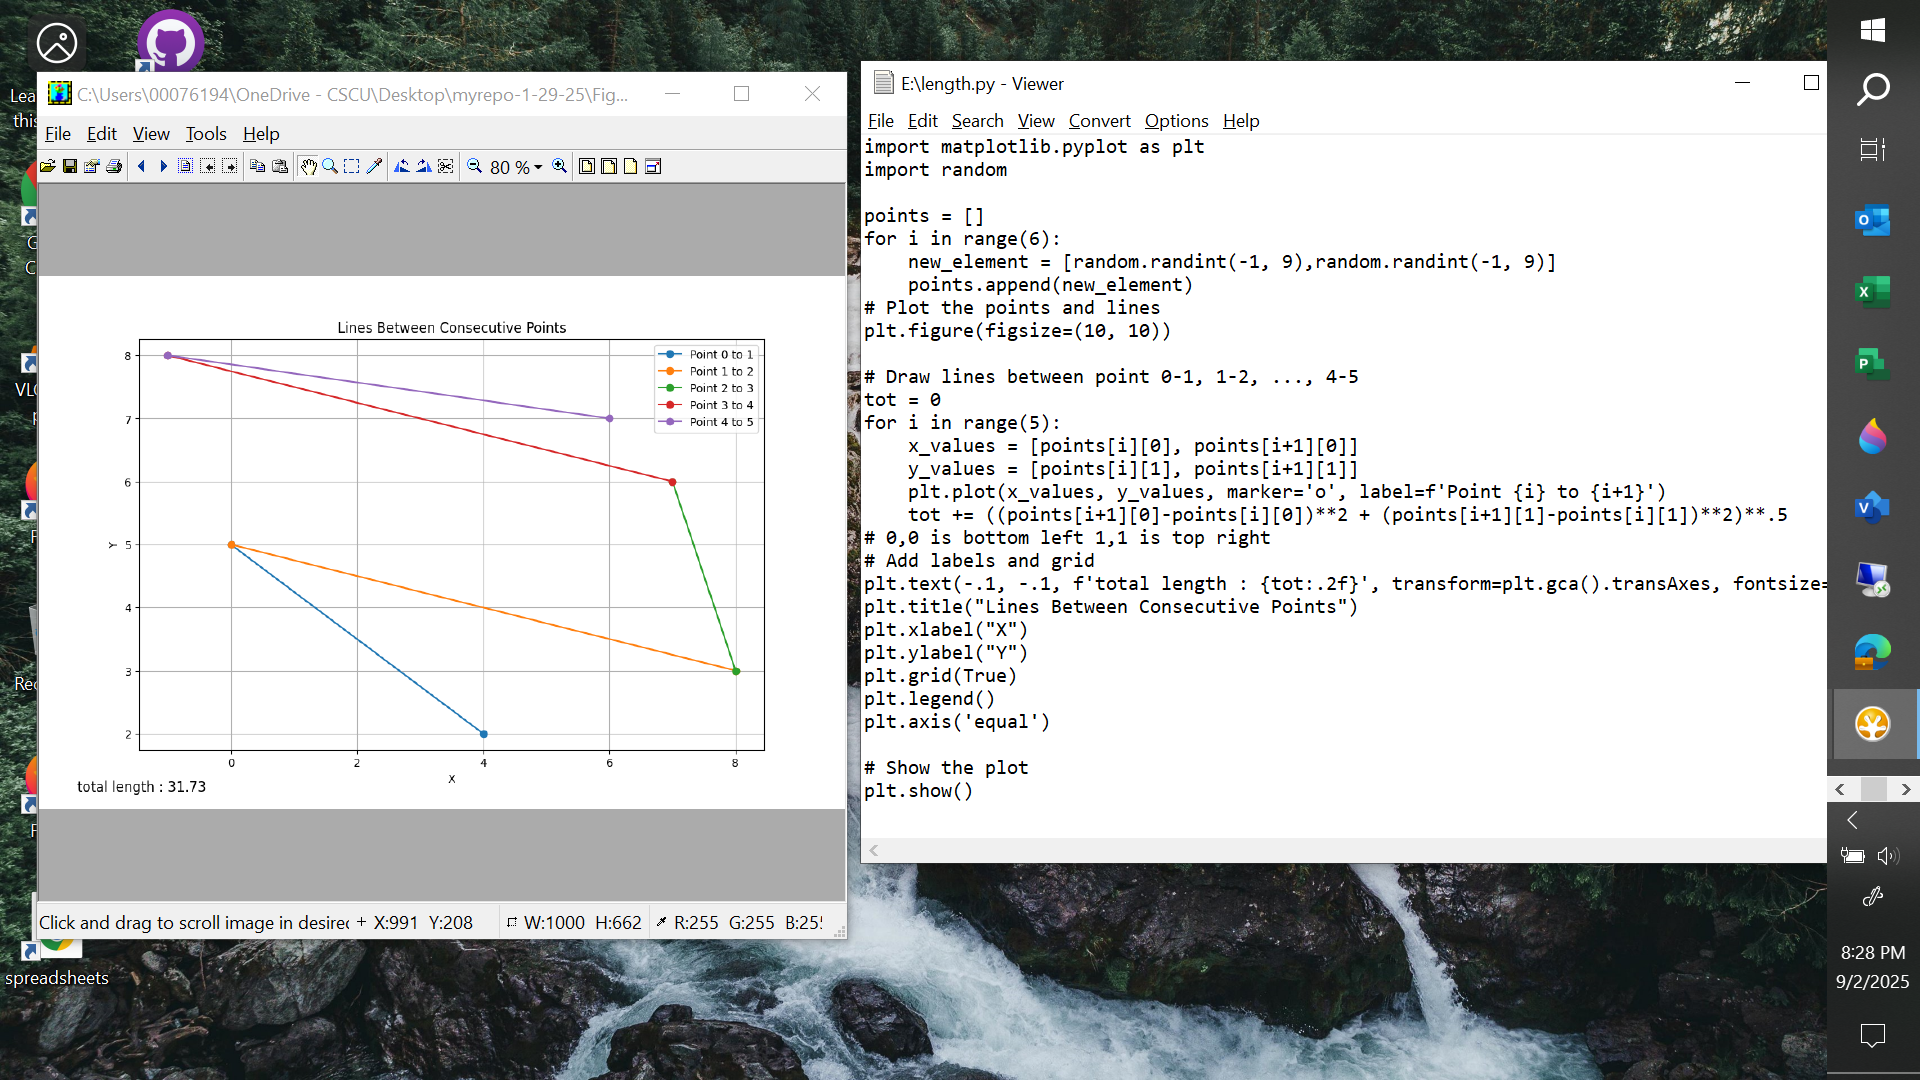 Lea
this
G
C
VLC
F
Rec
F
spreadsheets
C:\Users\00076194\OneDrive - CSCU\Desktop\myrepo-1-29-25\Fig...
File Edit View Tools Help
80 %
Lines Between Consecutive Points
Point 0 to 1
Point 1 to 2
Point 2 to 3
Point 3 to 4
Point 4 to 5
8
7
6
5
4
3
2
Y
0 2 4 6 8
X
total length : 31.73
Click and drag to scroll image in desirec X:991 Y:208 W:1000 H:662 R:255 G:255 B:25
E:\length.py - Viewer
File Edit Search View Convert Options Help
import matplotlib.pyplot as plt
import random
points = []
for i in range(6):
    new_element = [random.randint(-1, 9),random.randint(-1, 9)]
    points.append(new_element)
# Plot the points and lines
plt.figure(figsize=(10, 10))
# Draw lines between point 0-1, 1-2, ..., 4-5
tot = 0
for i in range(5):
    x_values = [points[i][0], points[i+1][0]]
    y_values = [points[i][1], points[i+1][1]]
    plt.plot(x_values, y_values, marker='o', label=f'Point {i} to {i+1}')
    tot += ((points[i+1][0]-points[i][0])**2 + (points[i+1][1]-points[i][1])**2)**.5
# 0,0 is bottom left 1,1 is top right
# Add labels and grid
plt.text(-.1, -.1, f'total length : {tot:.2f}', transform=plt.gca().transAxes, fontsize=
plt.title("Lines Between Consecutive Points")
plt.xlabel("X")
plt.ylabel("Y")
plt.grid(True)
plt.legend()
plt.axis('equal')
# Show the plot
plt.show()
8:28 PM
9/2/2025